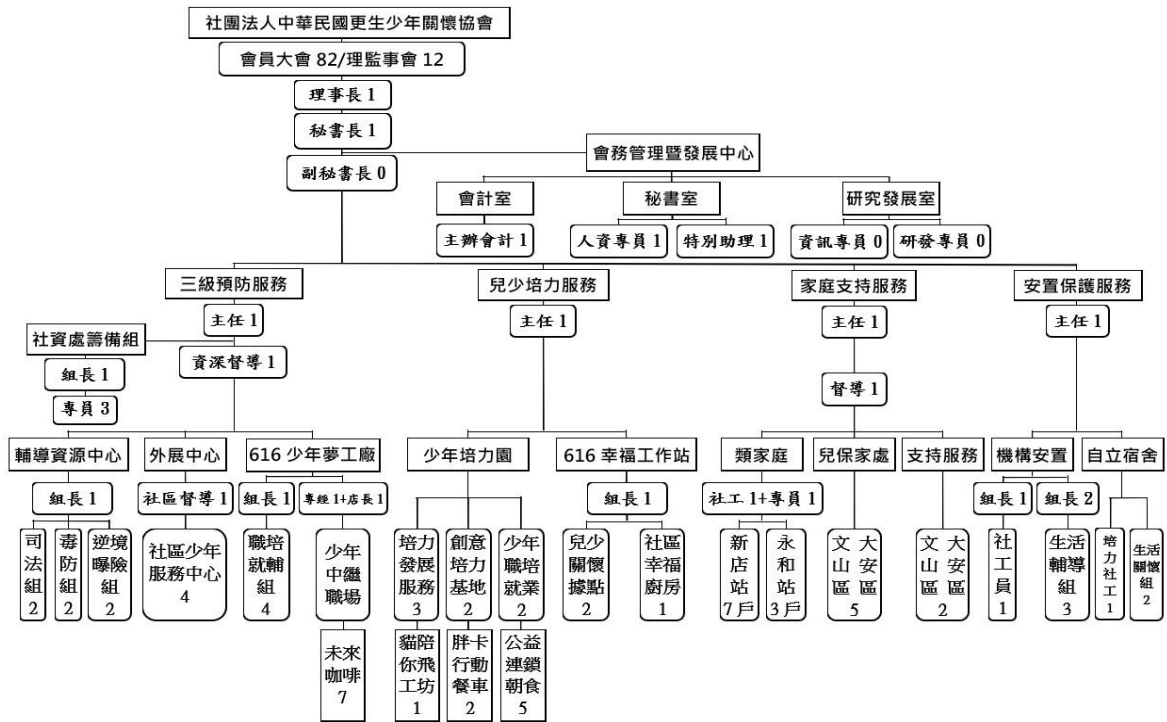 社團法人中華民國更生少年關懷協會
會員大會 82/理監事會 12
理事長 1
秘書長 1
副秘書長 0
會務管理暨發展中心
會計室
秘書室
研究發展室
主辦會計 1
人資專員 1
特別助理 1
資訊專員 0
研發專員 0
三級預防服務
兒少培力服務
家庭支持服務
安置保護服務
主任 1
主任 1
主任 1
主任 1
社資處籌備組
資深督導 1
組長 1
專員 3
督導 1
輔導資源中心
外展中心
616 少年夢工廠
少年培力園
616 幸福工作站
類家庭
兒保家處
支持服務
機構安置
自立宿舍
組長 1
社區督導 1
組長 1
專經 1+店長 1
組長 1
社工 1+專員 1
組長 1
組長 2
司法組 2
毒防組 2
逆境曝險組 2
社區少年
服務中心
4
職培就輔組 4
少年中繼職場
培力發展服務 3
創意培力基地 2
少年職培就業 2
兒少關懷據點 2
社區幸福廚房 1
新店站 7 戶
永和站 3 戶
文山區 大安區 5
文山區 大安區 2
社工員 1
生活輔導組 3
培力社工 1
生活關懷組 2
未來咖啡 7
貓陪你飛工坊 1
胖卡行動餐車 2
公益連鎖朝食 5